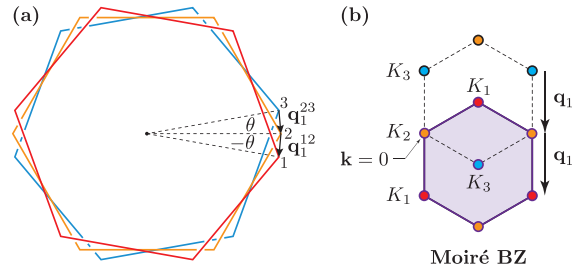 (a)
3
q₁²³
θ
2
−θ
q₁¹²
1
(b)
K₃
K₁
q₁
K₂
k = 0
q₁
K₃
K₁
Moiré BZ